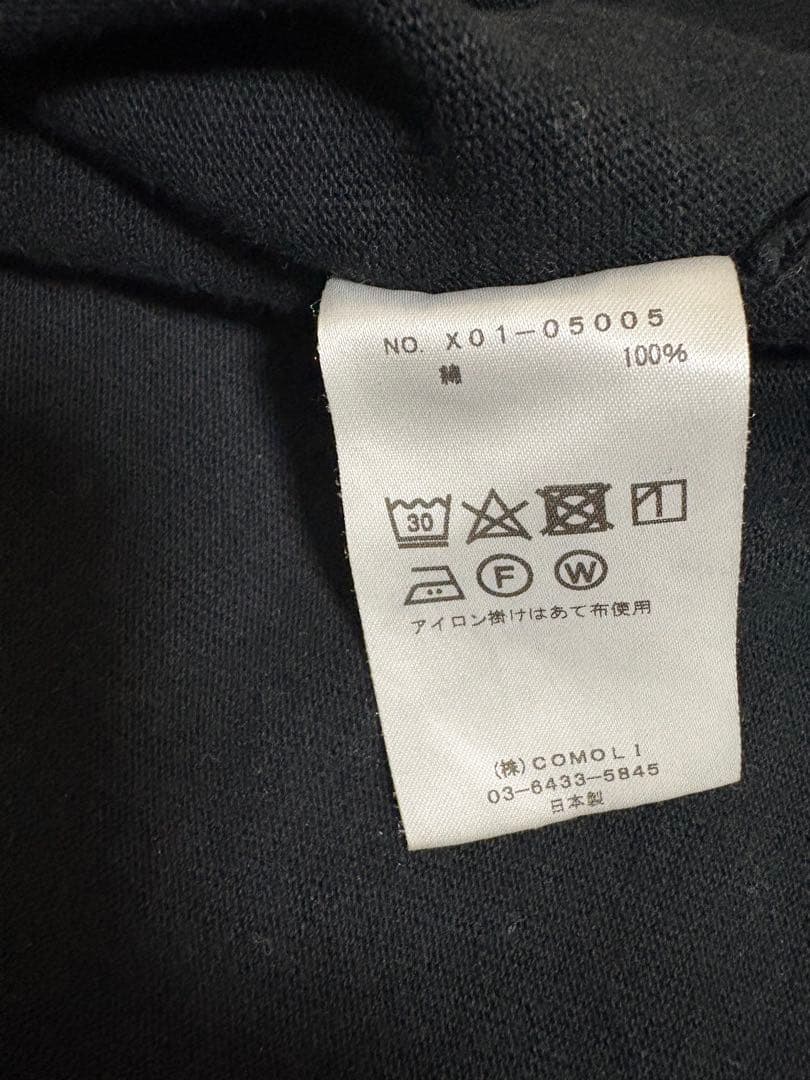 NO. X01-05005
綿 100%
30
F W
アイロン掛けはあて布使用
(株)COMOLI
03-6433-5845
日本製